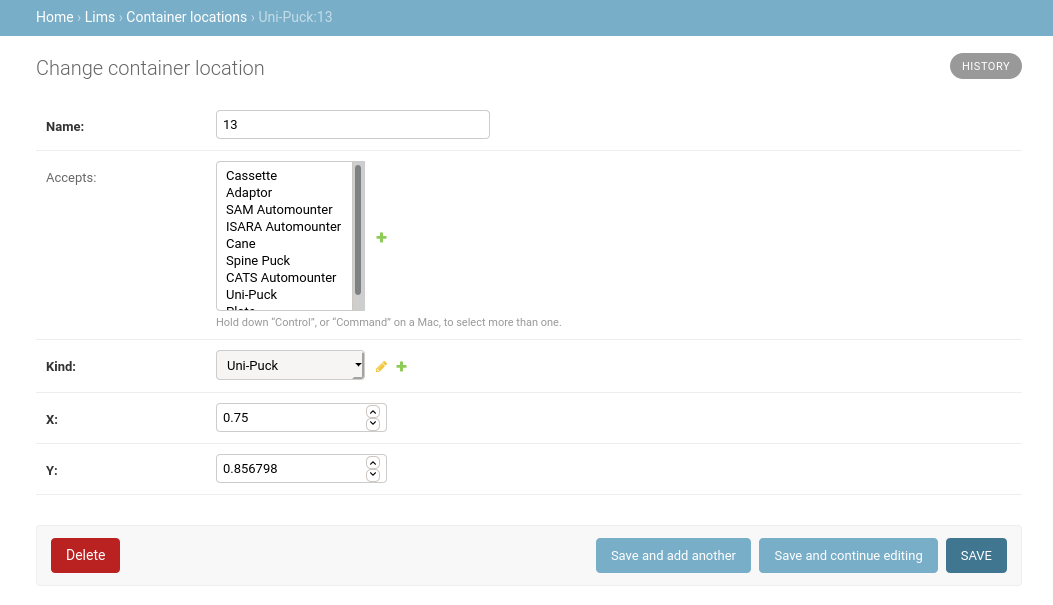 Home › Lims › Container locations › Uni-Puck:13
Change container location
HISTORY
Name:
13
Accepts:
Cassette
Adaptor
SAM Automounter
ISARA Automounter
Cane
Spine Puck
CATS Automounter
Uni-Puck
Hold down “Control”, or “Command” on a Mac, to select more than one.
Kind:
Uni-Puck
X:
0.75
Y:
0.856798
Delete
Save and add another
Save and continue editing
SAVE